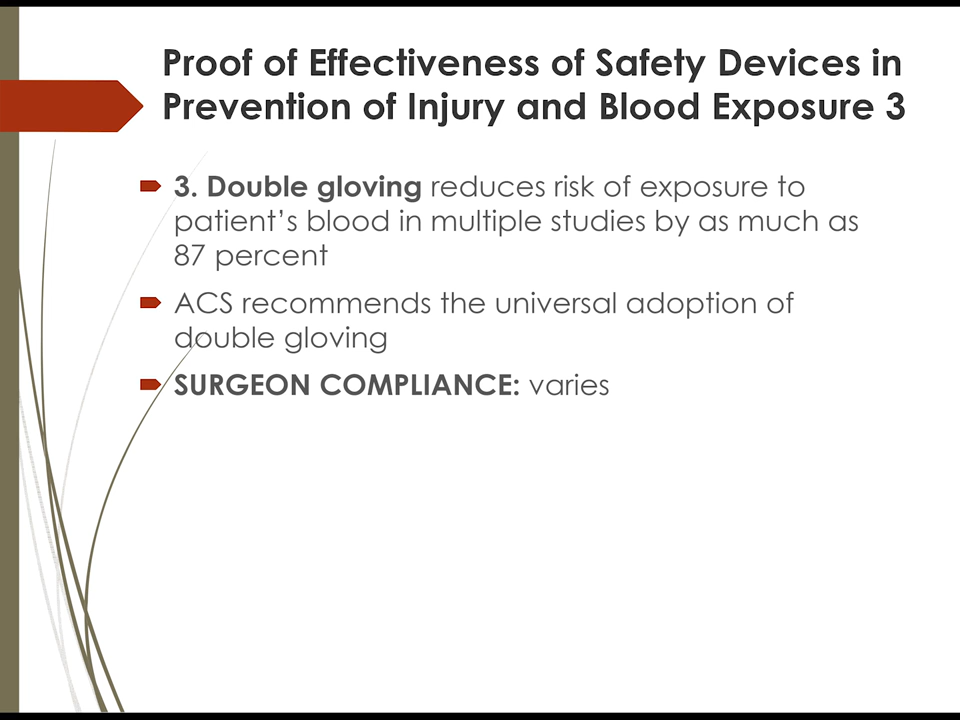 Proof of Effectiveness of Safety Devices in
Prevention of Injury and Blood Exposure 3
3. Double gloving reduces risk of exposure to
patient’s blood in multiple studies by as much as
87 percent
ACS recommends the universal adoption of
double gloving
SURGEON COMPLIANCE: varies